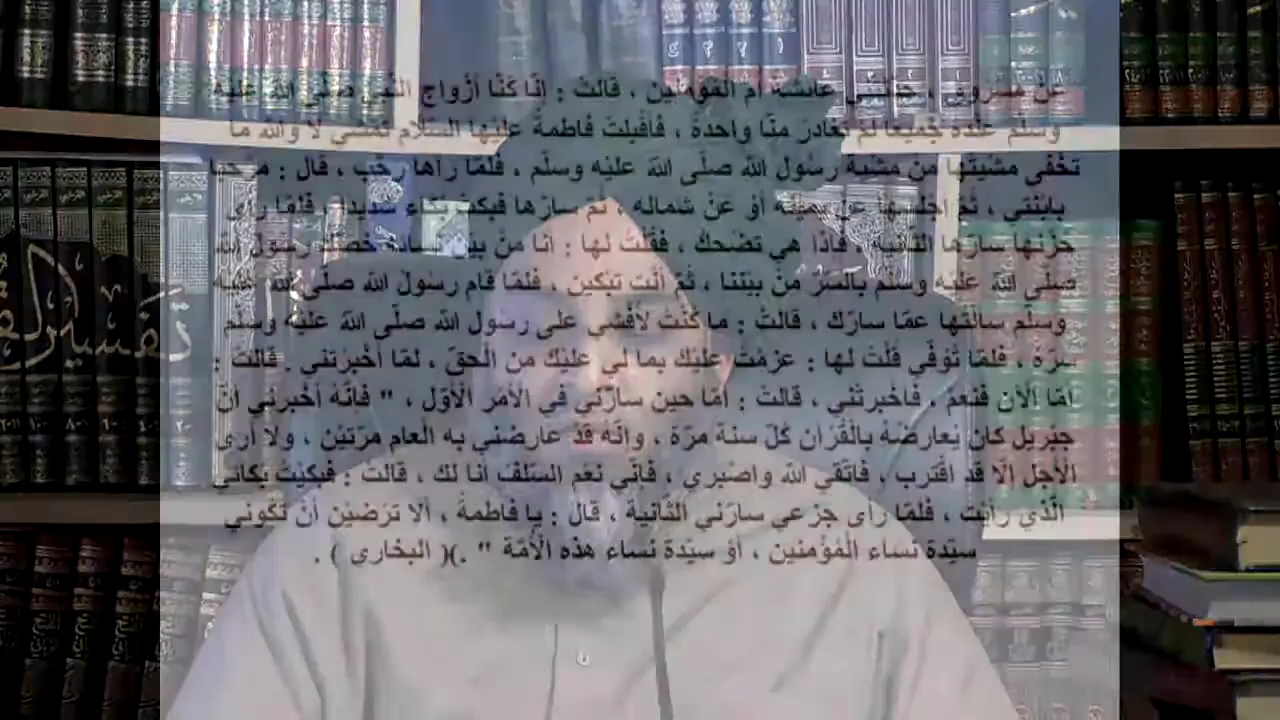 عن مسروق ، حدثتني عائشة أم المؤمنين ، قالت : إنا كنا أزواج النبي صلى الله عليه
وسلم عنده جميعا لم تغادر منا واحدة ، فأقبلت فاطمة عليها السلام تمشي لا والله ما
تخفى مشيتها من مشية رسول الله صلى الله عليه وسلم ، فلما رآها رحب ، قال : مرحبا
بابنتي ، ثم أجلسها عن يمينه أو عن شماله ، ثم سارها فبكت بكاء شديدا ، فلما رأى
حزنها سارها الثانية ، فإذا هي تضحك ، فقلت لها : أنا من بين نسائه خصك رسول الله
صلى الله عليه وسلم بالسر من بيننا ، ثم أنت تبكين ، فلما قام رسول الله صلى الله عليه
وسلم سألتها عما سارك ، قالت : ما كنت لأفشي على رسول الله صلى الله عليه وسلم
سره ، فلما توفي قلت لها : عزمت عليك بما لي عليك من الحق ، لما أخبرتني . قالت :
أما الآن فنعم ، فأخبرتني ، قالت : أما حين سارني في الأمر الأول ، " فإنه أخبرني أن
جبريل كان يعارضه بالقرآن كل سنة مرة ، وإنه قد عارضني به العام مرتين ، ولا أرى
الأجل إلا قد اقترب ، فاتقي الله واصبري ، فإني نعم السلف أنا لك ، قالت : فبكيت بكائي
الذي رأيت ، فلما رأى جزعي سارني الثانية ، قال : يا فاطمة ، ألا ترضين أن تكوني
سيدة نساء المؤمنين ، أو سيدة نساء هذه الأمة " .)( البخاري ) .